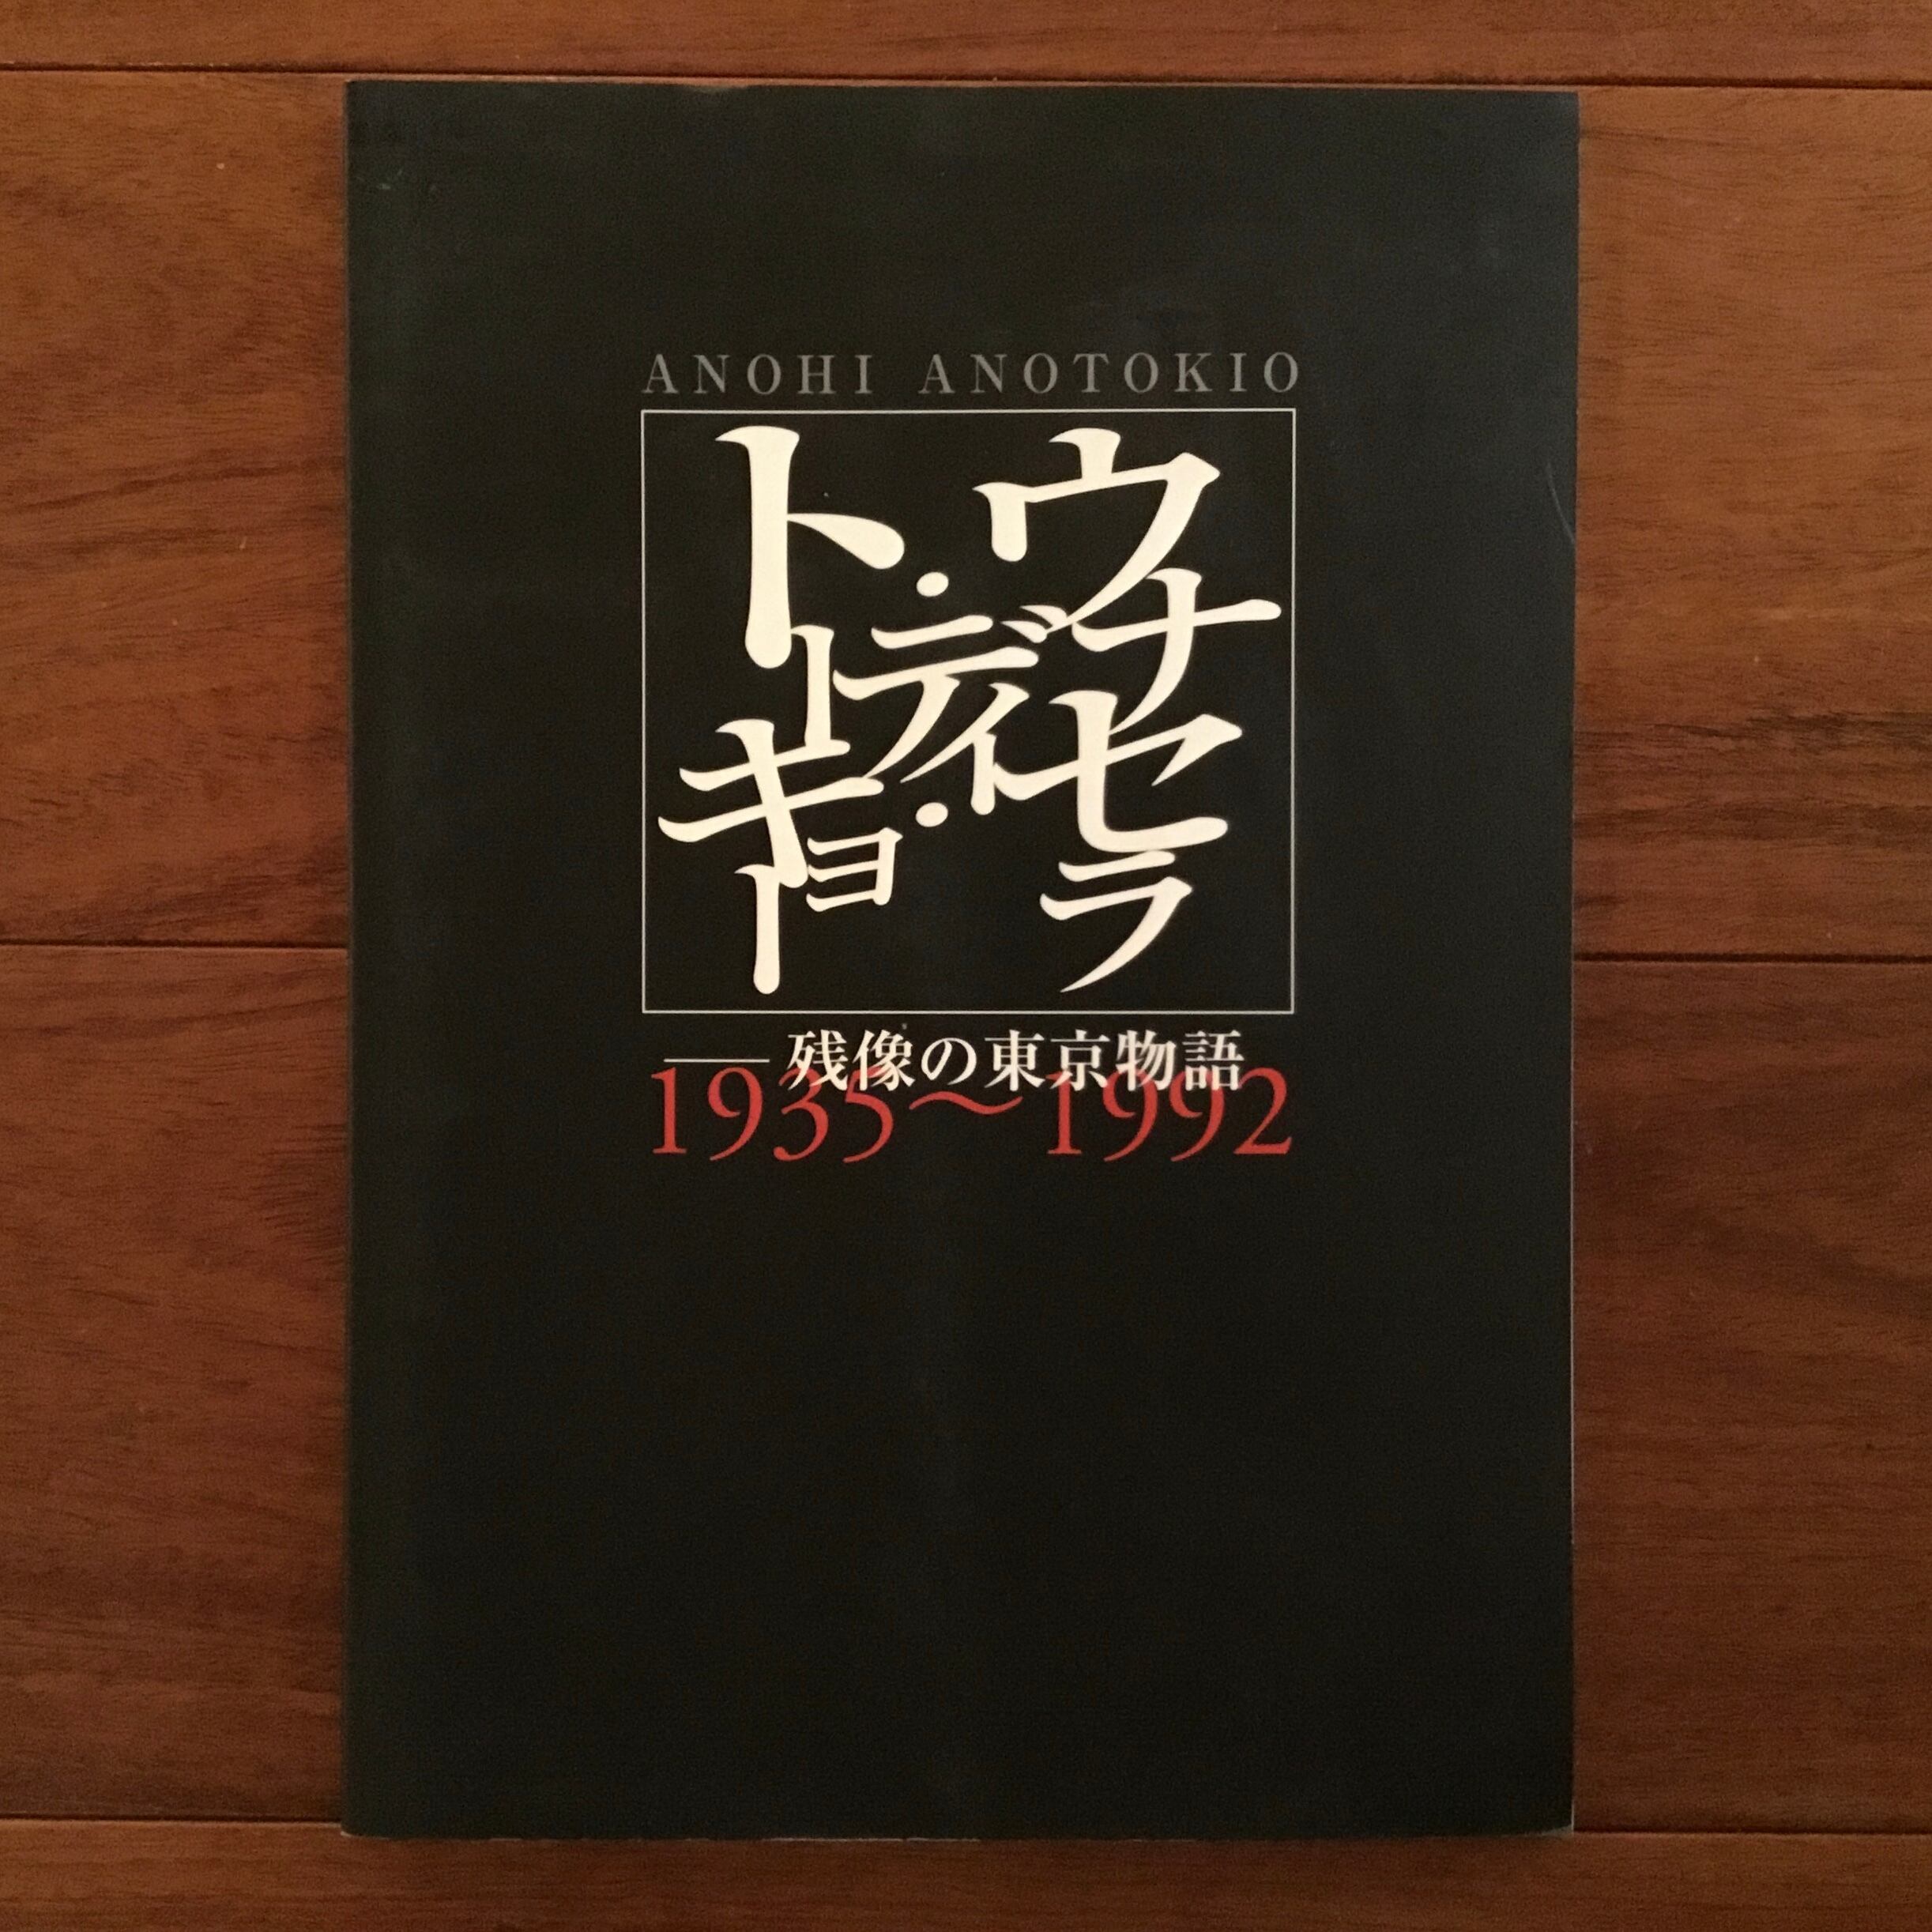 ANOHI ANOTOKIO
ウナセラ
・ディ・
トーキョー
——残像の東京物語
1935〜1992